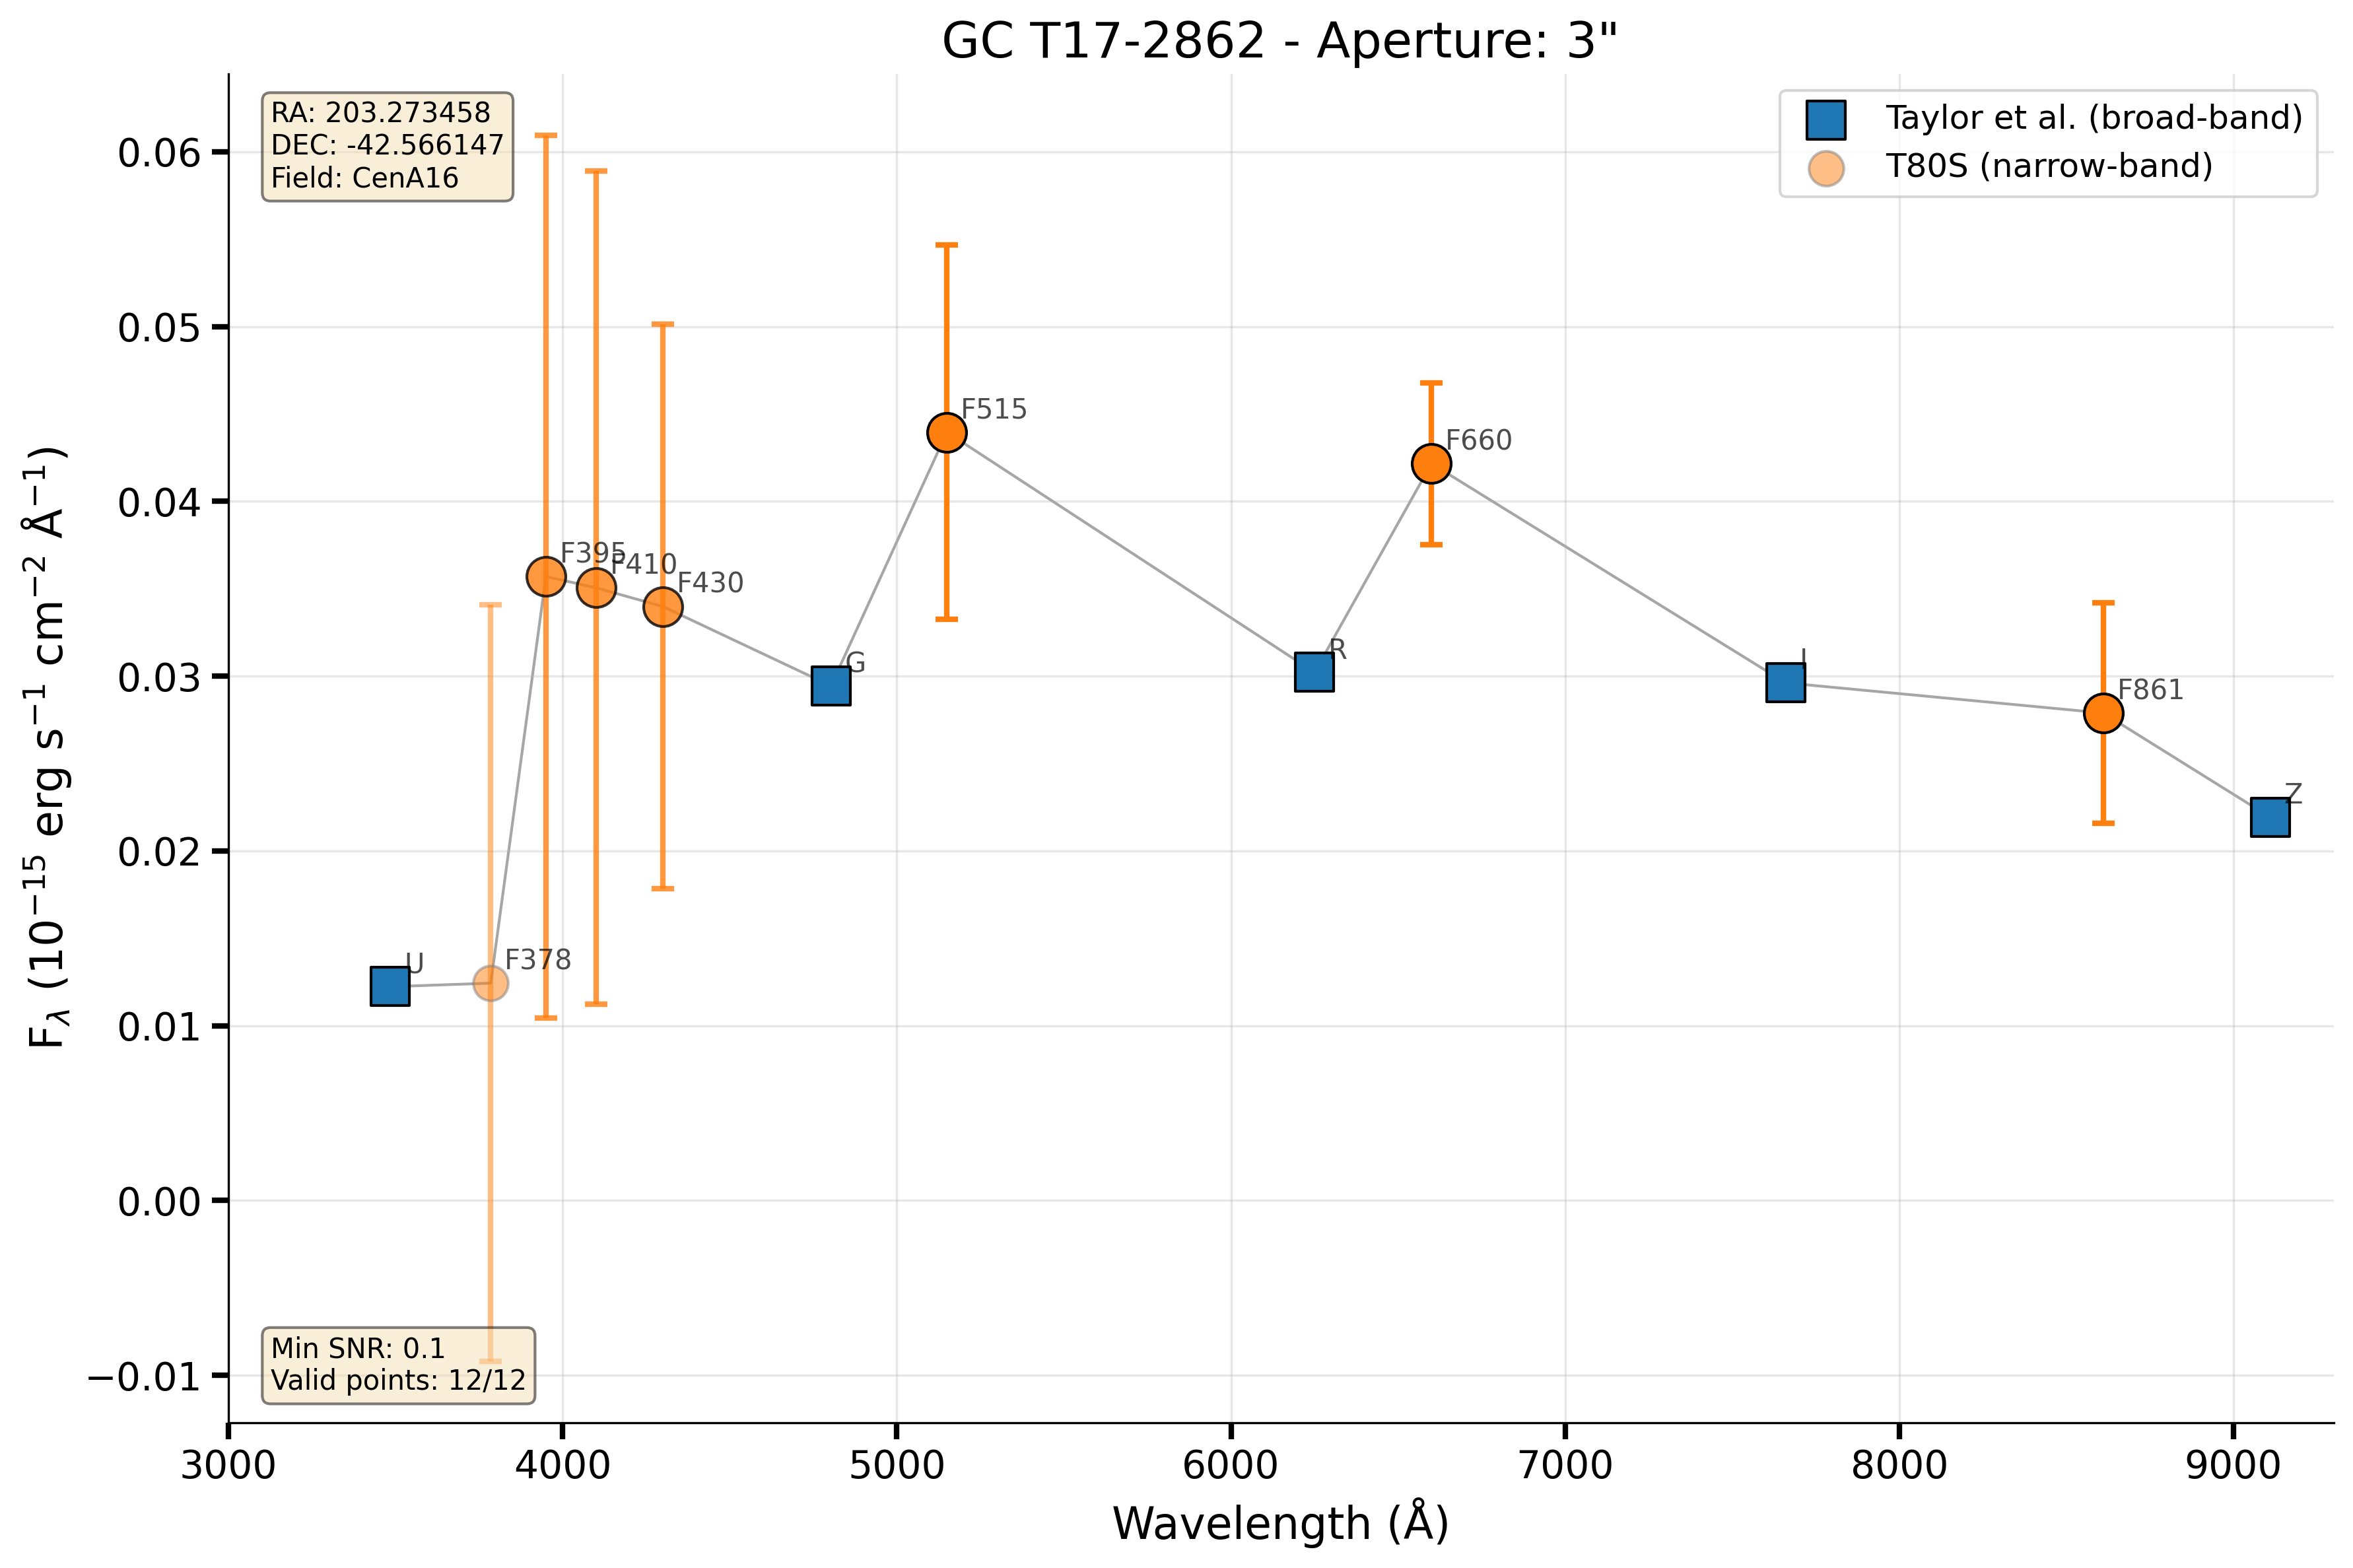 GC T17-2862 - Aperture: 3"
RA: 203.273458
DEC: -42.566147
Field: CenA16
Taylor et al. (broad-band)
T80S (narrow-band)
F_λ (10⁻¹⁵ erg s⁻¹ cm⁻² Å⁻¹)
0.06
0.05
0.04
0.03
0.02
0.01
0.00
−0.01
U
F378
F395
F410
F430
G
F515
R
F660
I
F861
Z
Min SNR: 0.1
Valid points: 12/12
3000 4000 5000 6000 7000 8000 9000
Wavelength (Å)